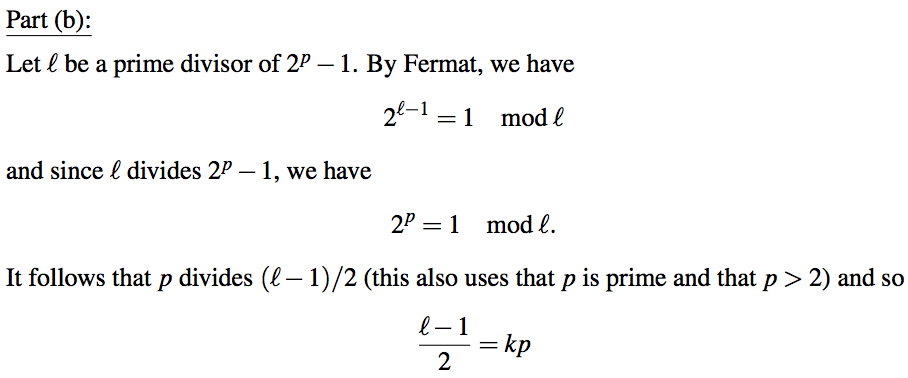 Part (b):
Let ℓ be a prime divisor of 2^p − 1. By Fermat, we have
2^{ℓ−1} = 1 mod ℓ
and since ℓ divides 2^p − 1, we have
2^p = 1 mod ℓ.
It follows that p divides (ℓ − 1)/2 (this also uses that p is prime and that p > 2) and so
\frac{ℓ − 1}{2} = kp